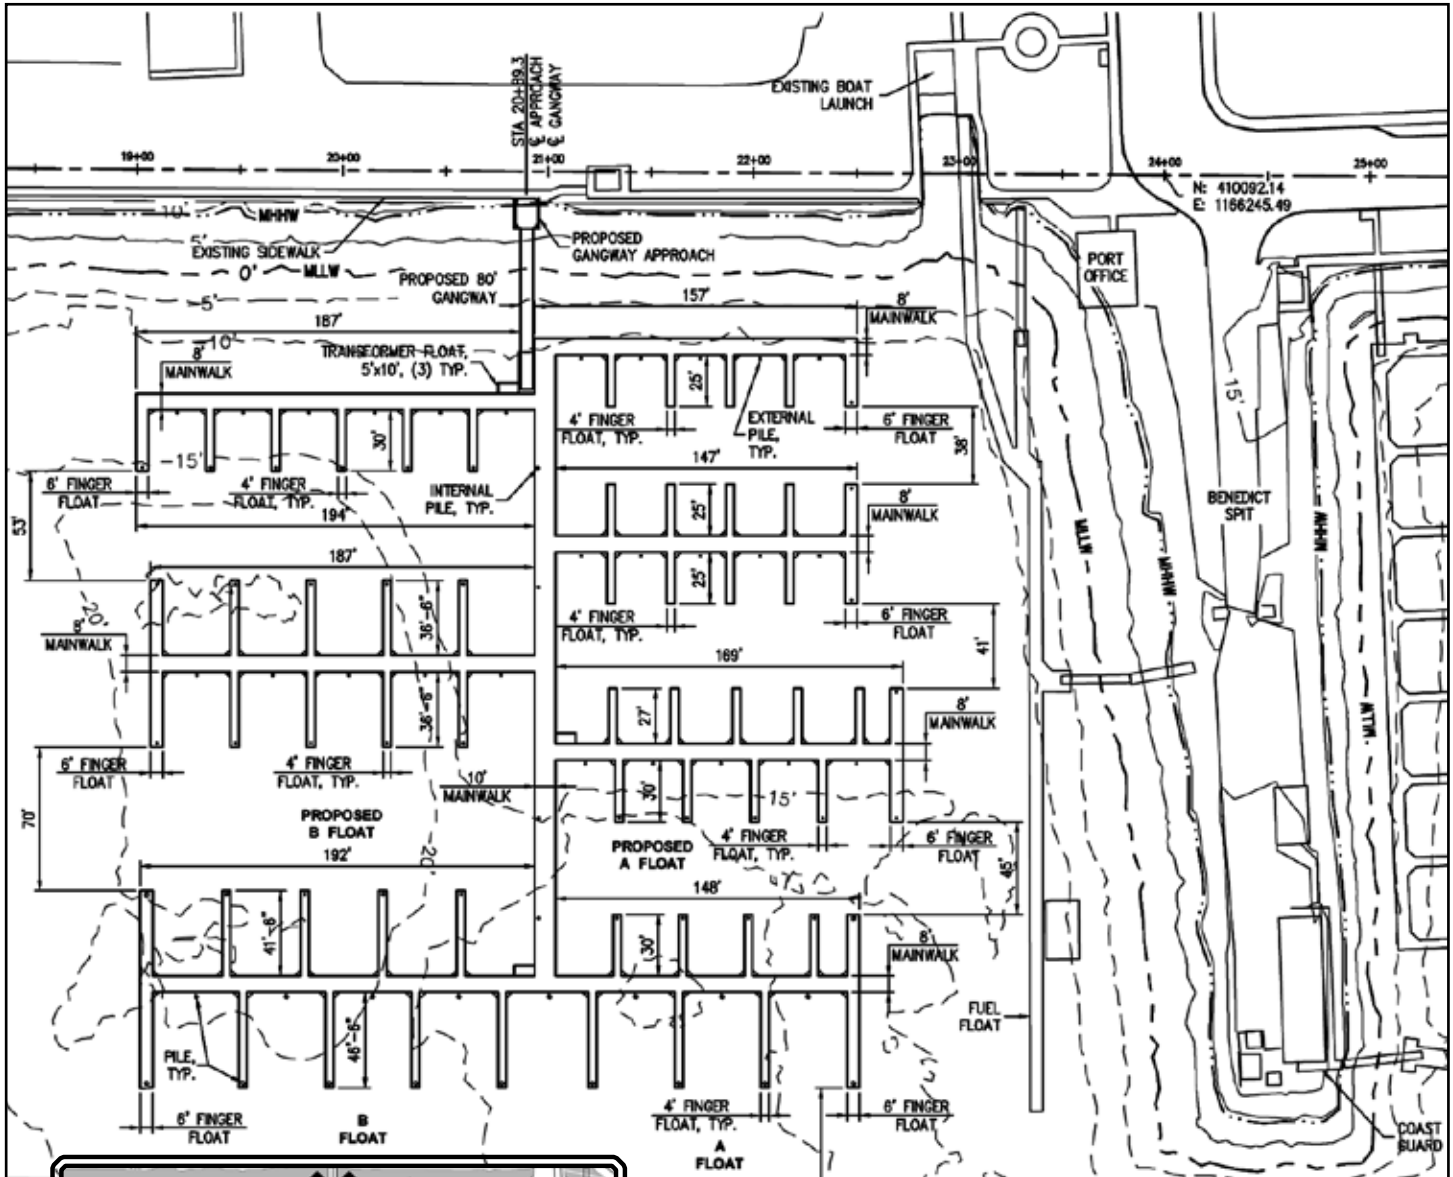 STA 20+89.3
℄ APPROACH
℄ GANGWAY
EXISTING BOAT
LAUNCH
19+00
20+00
21+00
22+00
23+00
24+00
25+00
N: 410092.14
E: 1166245.49
10'
MHHW
5'
EXISTING SIDEWALK
0'
MLLW
PROPOSED
GANGWAY APPROACH
PORT
OFFICE
PROPOSED 80'
GANGWAY
-5'
157'
8'
MAINWALK
187'
-10'
TRANSFORMER FLOAT,
5'x10', (3) TYP.
8'
MAINWALK
15'
25'
4' FINGER
FLOAT, TYP.
EXTERNAL
PILE,
TYP.
6' FINGER
FLOAT
38'
30'
-15'
147'
6' FINGER
FLOAT
4' FINGER
FLOAT, TYP.
INTERNAL
PILE, TYP.
194'
53'
25'
8'
MAINWALK
BENEDICT
SPIT
MLLW
MHHW
MHHW
MLLW
187'
25'
20'
36'-6"
4' FINGER
FLOAT, TYP.
6' FINGER
FLOAT
8'
MAINWALK
41'
169'
36'-6"
27'
8'
MAINWALK
6' FINGER
FLOAT
4' FINGER
FLOAT, TYP.
10'
MAINWALK
30'
-15'
70'
PROPOSED
B FLOAT
PROPOSED
A FLOAT
4' FINGER
FLOAT, TYP.
6' FINGER
FLOAT
20'
192'
148'
45'
41'-6"
30'
8'
MAINWALK
FUEL
FLOAT
PILE,
TYP.
46'-6"
6' FINGER
FLOAT
B
FLOAT
4' FINGER
FLOAT, TYP.
6' FINGER
FLOAT
A
FLOAT
COAST
GUARD